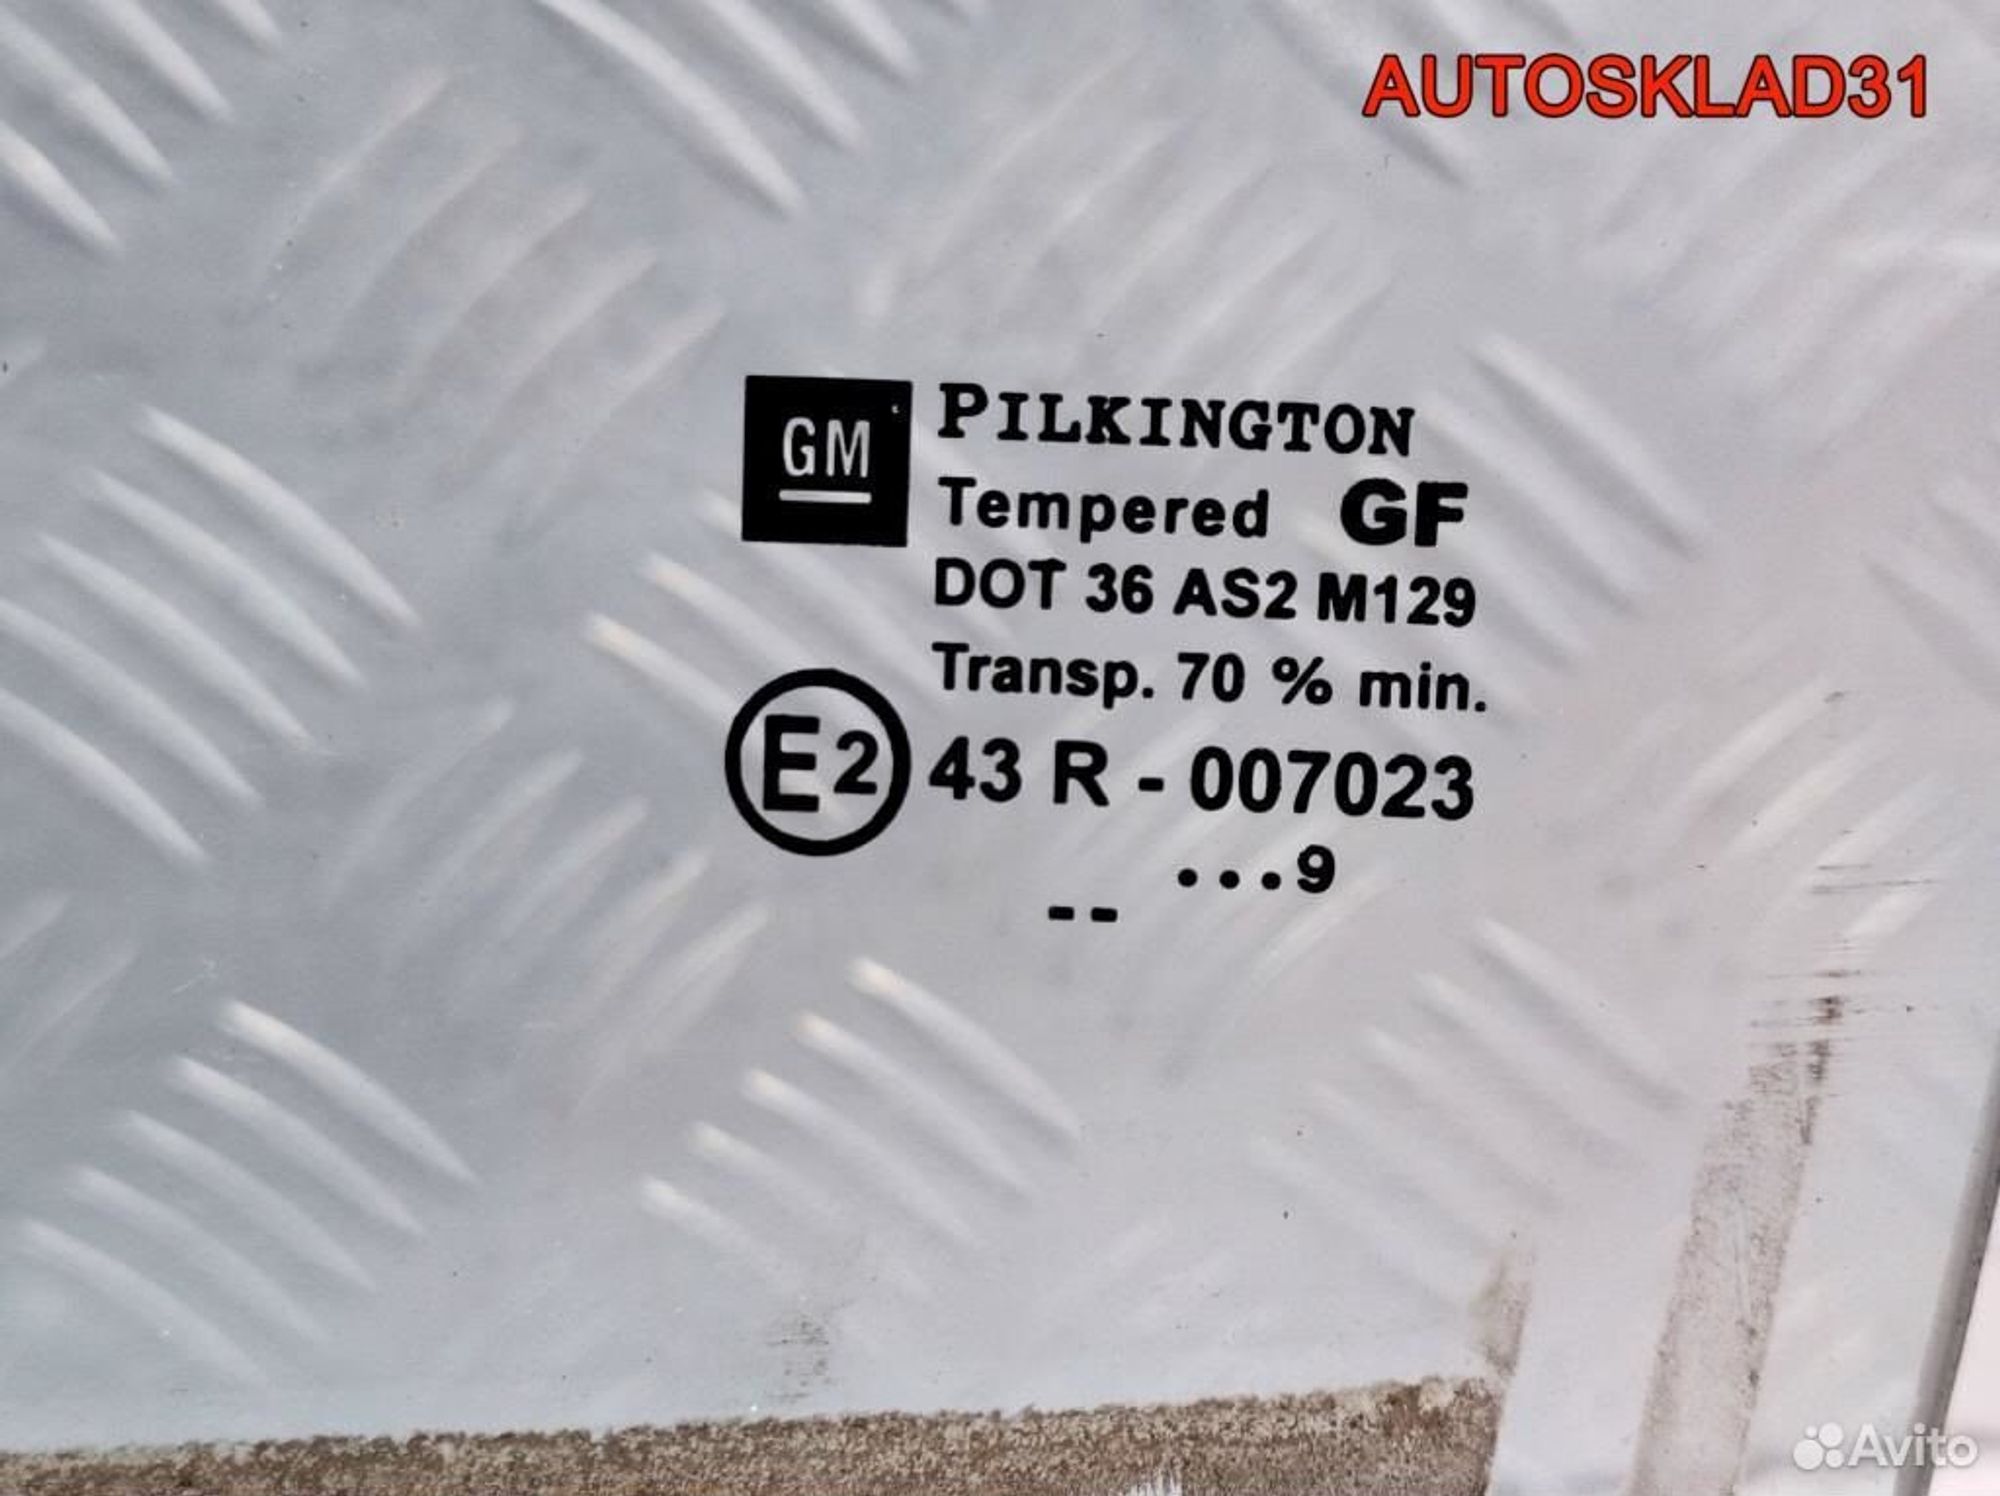 AUTOSKLAD31
GM
PILKINGTON
Tempered GF
DOT 36 AS2 M129
Transp. 70 % min.
E2 43 R - 007023
...9
--
Avito